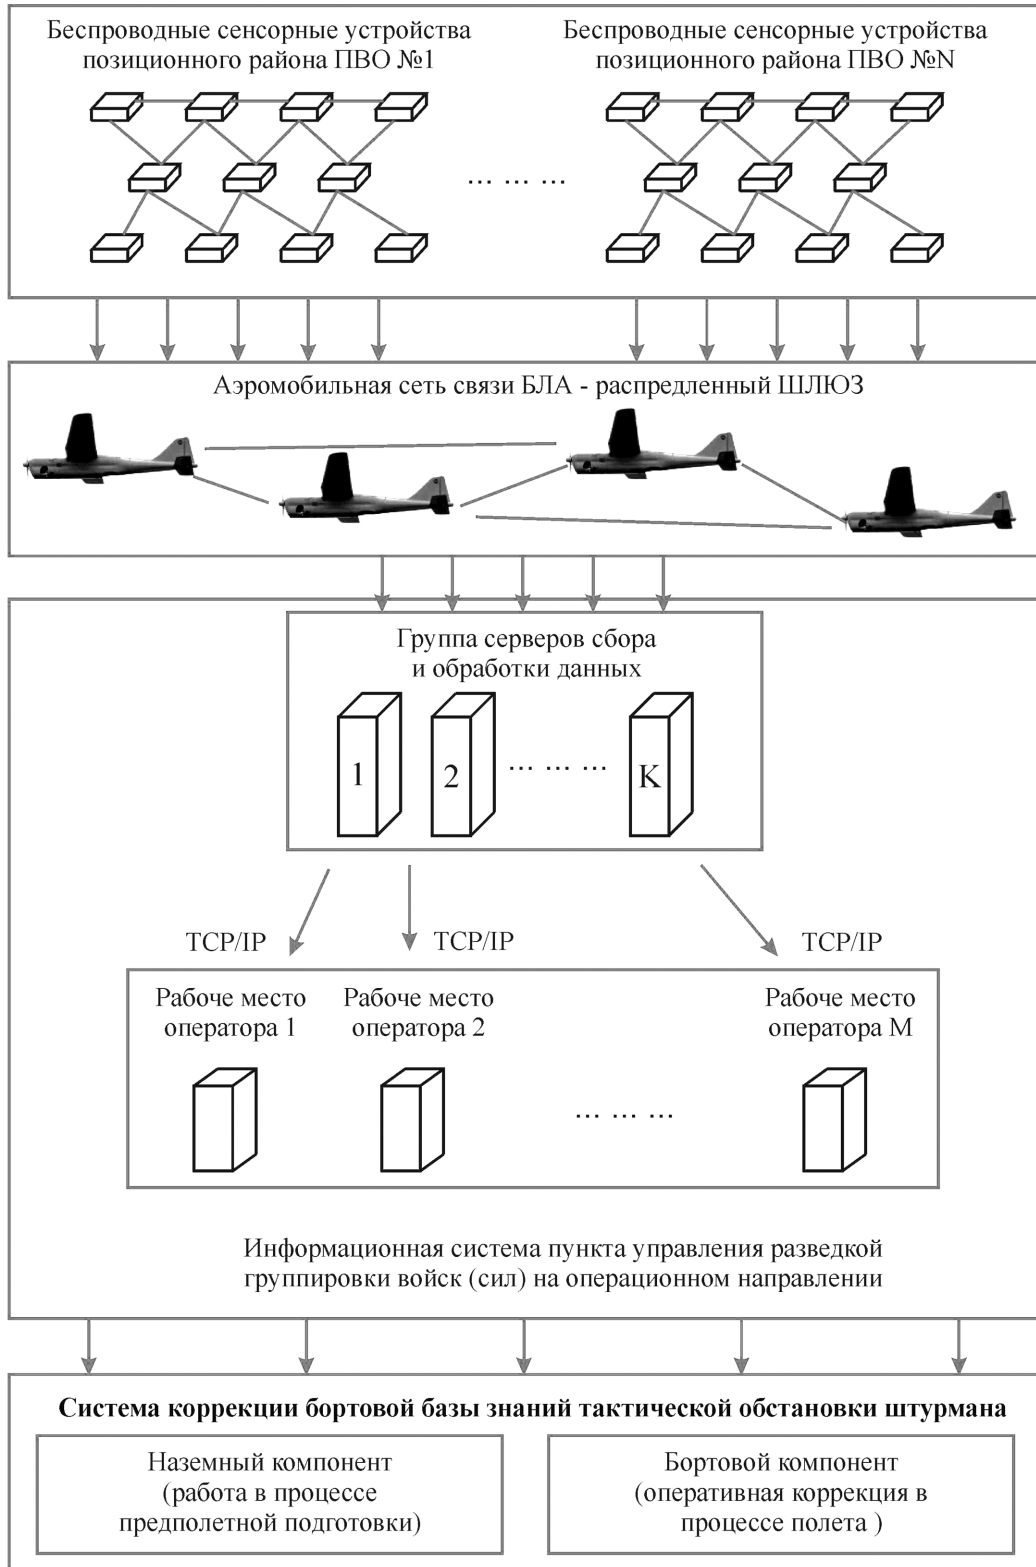 Беспроводные сенсорные устройства
позиционного района ПВО №1
Беспроводные сенсорные устройства
позиционного района ПВО №N
... ... ...
Аэромобильная сеть связи БЛА - распредленный ШЛЮЗ
Группа серверов сбора
и обработки данных
1
2
... ... ...
K
TCP/IP
TCP/IP
TCP/IP
Рабоче место
оператора 1
Рабоче место
оператора 2
Рабоче место
оператора M
... ... ...
Информационная система пункта управления разведкой
группировки войск (сил) на операционном направлении
Система коррекции бортовой базы знаний тактической обстановки штурмана
Наземный компонент
(работа в процессе
предполетной подготовки)
Бортовой компонент
(оперативная коррекция в
процессе полета )